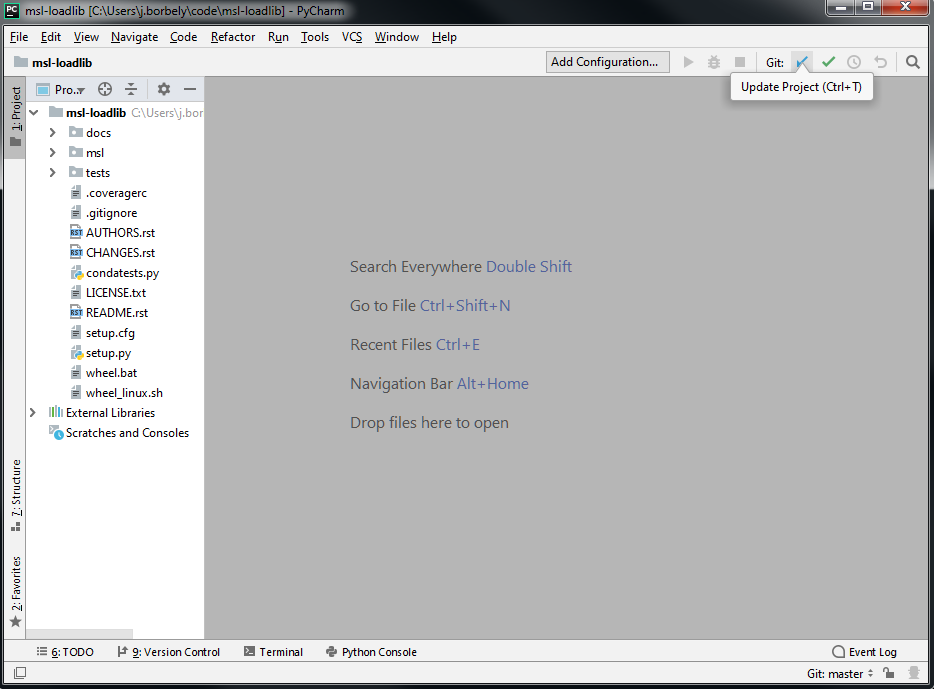 PC msl-loadlib [C:\Users\j.borbely\code\msl-loadlib] - PyCharm
File Edit View Navigate Code Refactor Run Tools VCS Window Help
msl-loadlib Add Configuration... Git:
Update Project (Ctrl+T)
1: Project
Pro..
msl-loadlib C:\Users\j.bor
docs
msl
tests
.coveragerc
.gitignore
RST AUTHORS.rst
RST CHANGES.rst
condatests.py
LICENSE.txt
RST README.rst
setup.cfg
setup.py
wheel.bat
wheel_linux.sh
External Libraries
Scratches and Consoles
Search Everywhere Double Shift
Go to File Ctrl+Shift+N
Recent Files Ctrl+E
Navigation Bar Alt+Home
Drop files here to open
7: Structure
2: Favorites
6: TODO 9: Version Control Terminal Python Console Event Log
Git: master